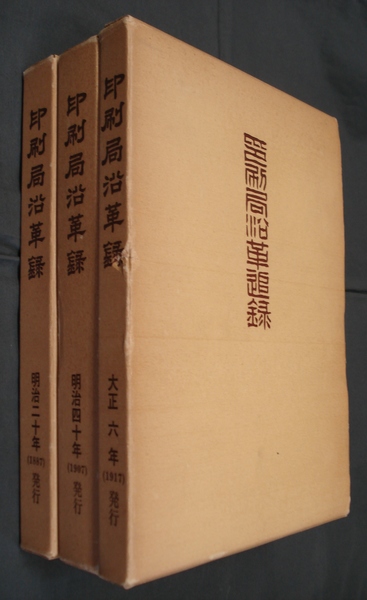 印刷局沿革録
明治二十年
(1887)
発行
印刷局沿革録
明治四十年
(1907)
発行
印刷局沿革録
大正六年
(1917)
発行
印刷局沿革追録